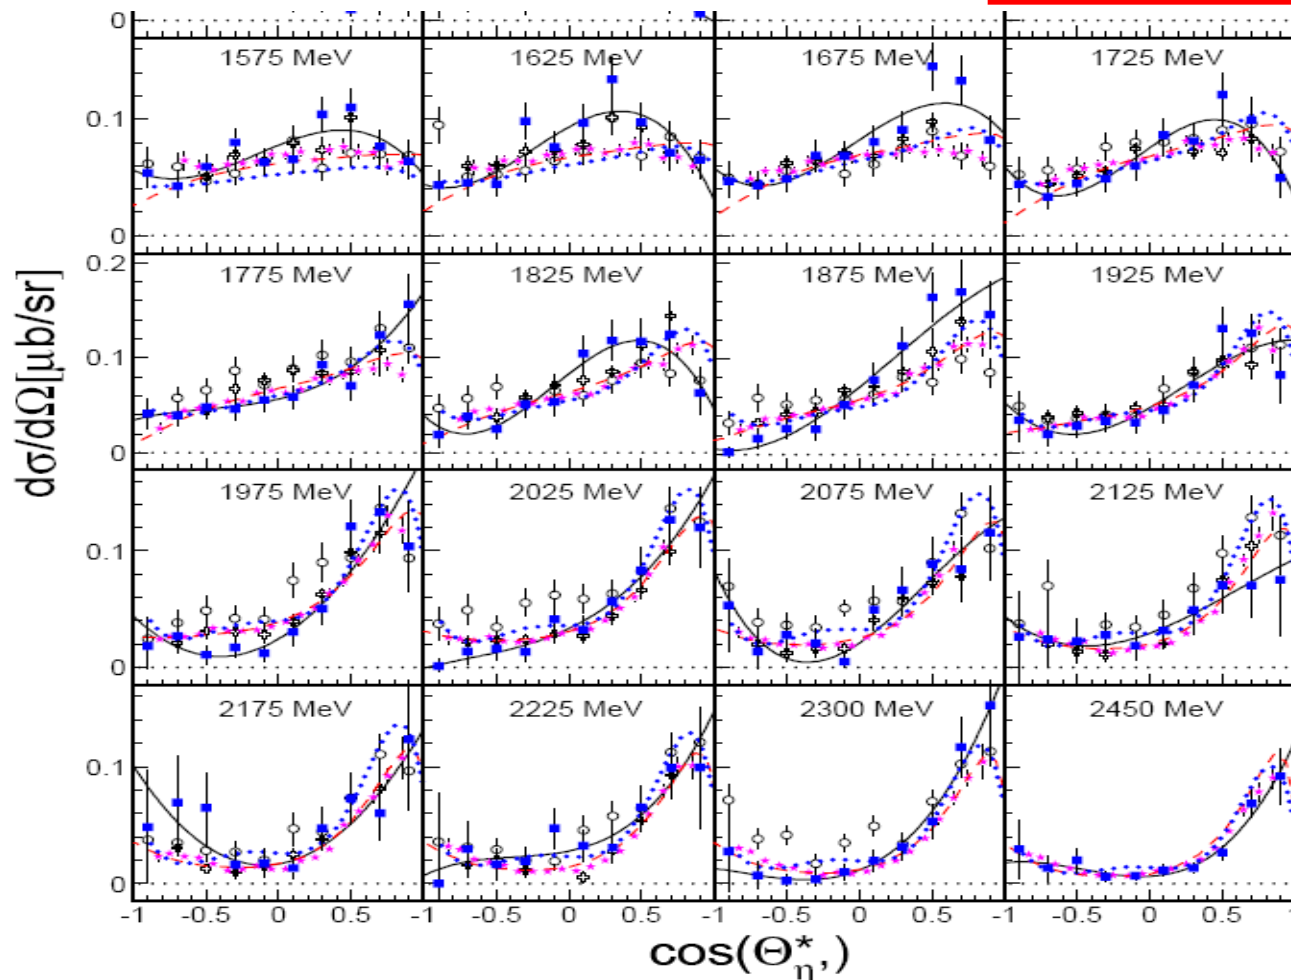 0
1575 MeV 1625 MeV 1675 MeV 1725 MeV
0.1
0
0.2
1775 MeV 1825 MeV 1875 MeV 1925 MeV
0.1
0
1975 MeV 2025 MeV 2075 MeV 2125 MeV
0.1
0
2175 MeV 2225 MeV 2300 MeV 2450 MeV
0.1
0
dσ/dΩ[μb/sr]
-1 -0.5 0 0.5 -1 -0.5 0 0.5 -1 -0.5 0 0.5 -1 -0.5 0 0.5
cos(Θ*η,)